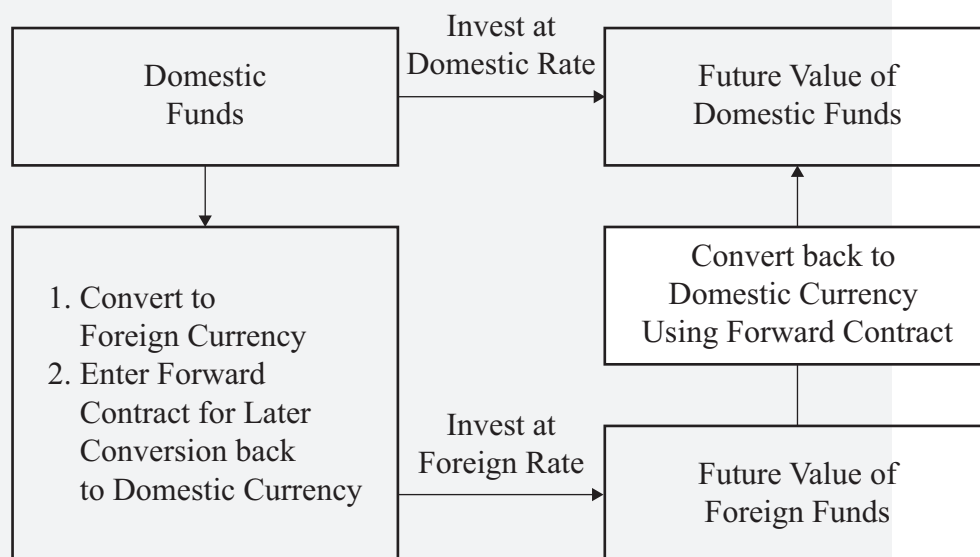 Invest at
Domestic Rate
Domestic
Funds
Future Value of
Domestic Funds
1. Convert to
Foreign Currency
2. Enter Forward
Contract for Later
Conversion back
to Domestic Currency
Convert back to
Domestic Currency
Using Forward Contract
Invest at
Foreign Rate
Future Value of
Foreign Funds